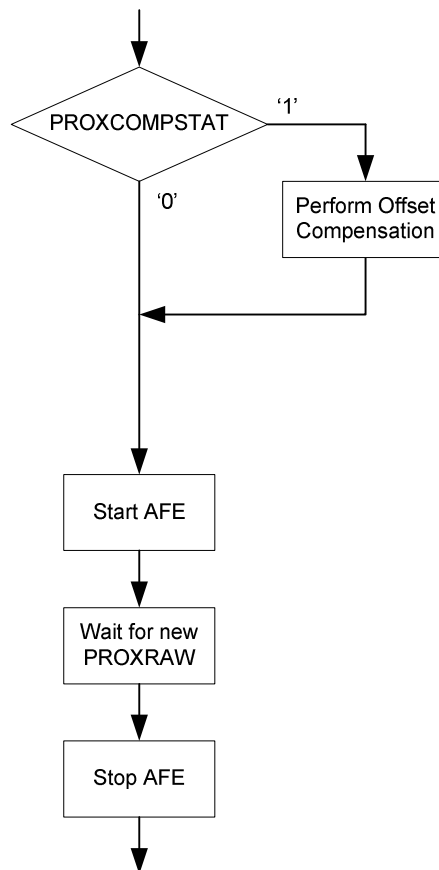 PROXCOMPSTAT
‘1’
‘0’
Perform Offset
Compensation
Start AFE
Wait for new
PROXRAW
Stop AFE